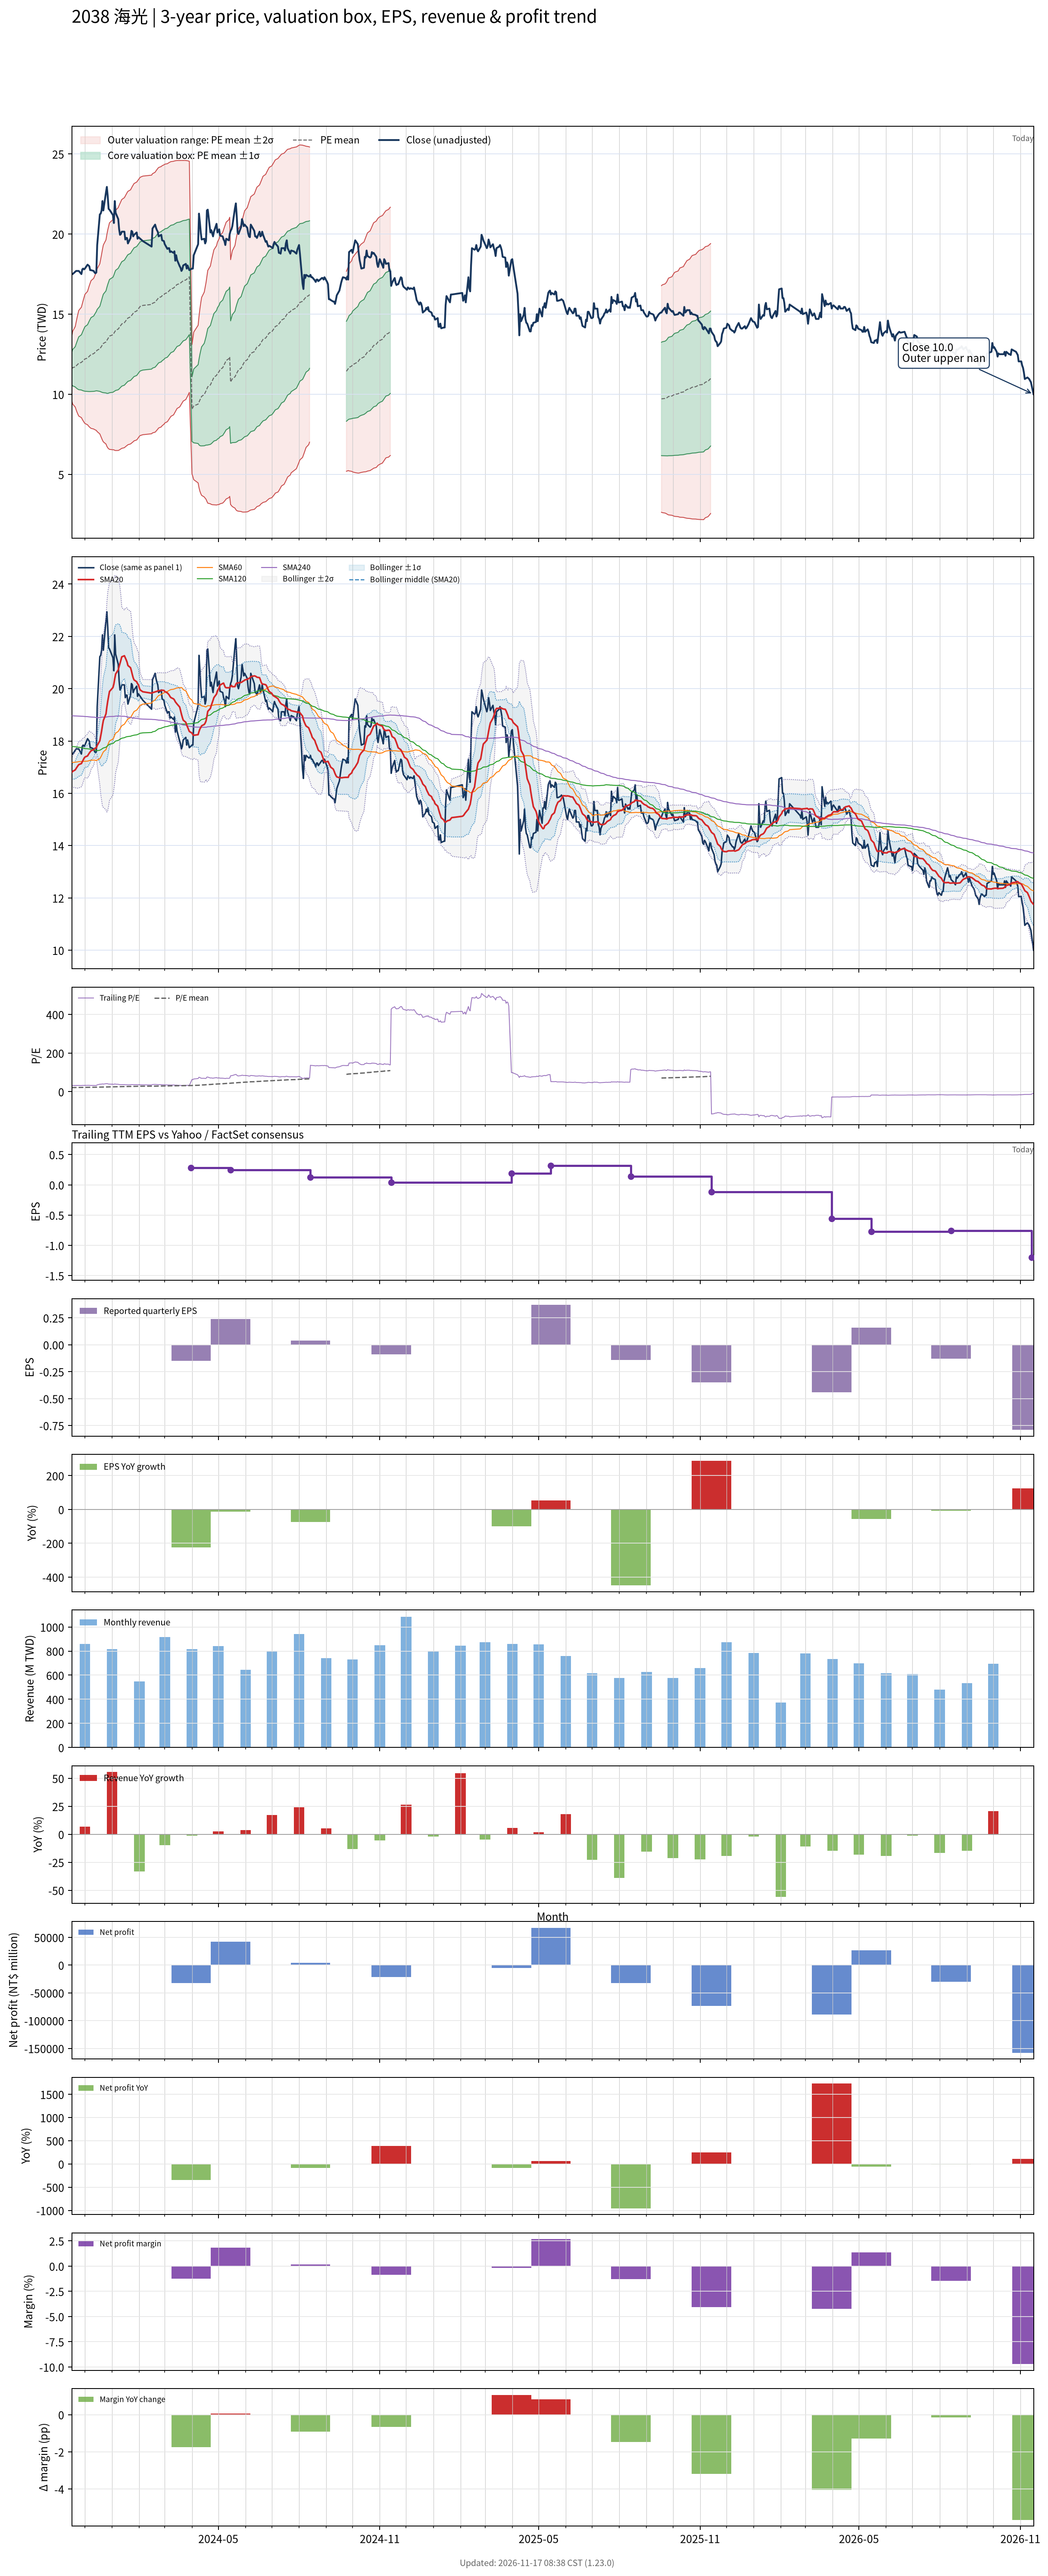 2038 海光 | 3-year price, valuation box, EPS, revenue & profit trend
Outer valuation range: PE mean ±2σ
PE mean
Close (unadjusted)
Core valuation box: PE mean ±1σ
Today
Price (TWD)
25
20
15
10
5
Close 10.0
Outer upper nan
Close (same as panel 1)
SMA20
SMA60
SMA120
SMA240
Bollinger ±2σ
Bollinger ±1σ
Bollinger middle (SMA20)
Price
24
22
20
18
16
14
12
10
Trailing P/E
P/E mean
P/E
400
200
0
Trailing TTM EPS vs Yahoo / FactSet consensus
Today
EPS
0.5
0.0
-0.5
-1.0
-1.5
Reported quarterly EPS
EPS
0.25
0.00
-0.25
-0.50
-0.75
EPS YoY growth
YoY (%)
200
0
-200
-400
Monthly revenue
Revenue (M TWD)
1000
800
600
400
200
0
Revenue YoY growth
YoY (%)
50
25
0
-25
-50
Month
Net profit
Net profit (NT$ million)
50000
0
-50000
-100000
-150000
Net profit YoY
YoY (%)
1500
1000
500
0
-500
-1000
Net profit margin
Margin (%)
2.5
0.0
-2.5
-5.0
-7.5
-10.0
Margin YoY change
Δ margin (pp)
0
-2
-4
2024-05
2024-11
2025-05
2025-11
2026-05
2026-11
Updated: 2026-11-17 08:38 CST (1.23.0)